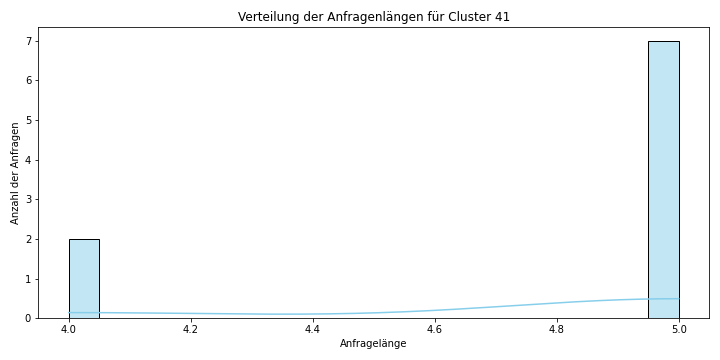 Verteilung der Anfragenlängen für Cluster 41
Anzahl der Anfragen
7
6
5
4
3
2
1
0
4.0 4.2 4.4 4.6 4.8 5.0
Anfragelänge